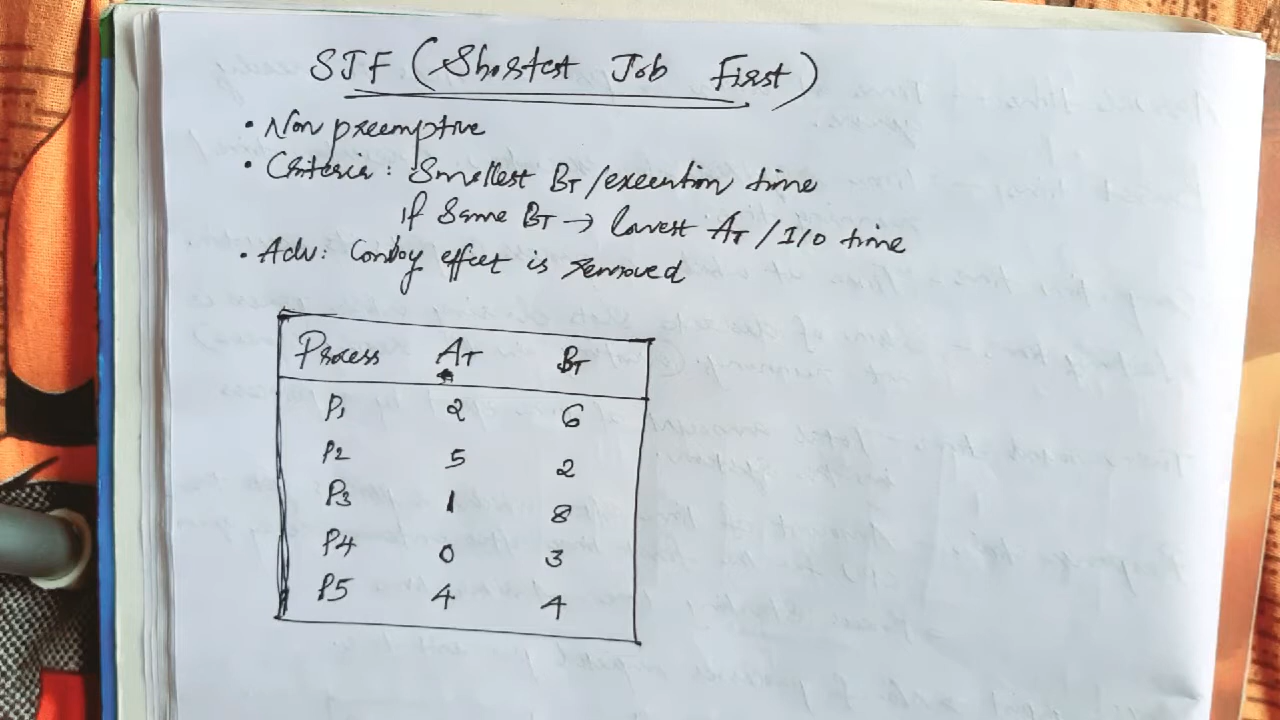 SJF (Shortest Job First)
• Non preemptive
• Criteria: Smallest BT/execution time
if Same BT → lowest AT/I/O time
• Adv: Convoy effect is removed
Process AT BT
P1 2 6
P2 5 2
P3 1 8
P4 0 3
P5 4 4